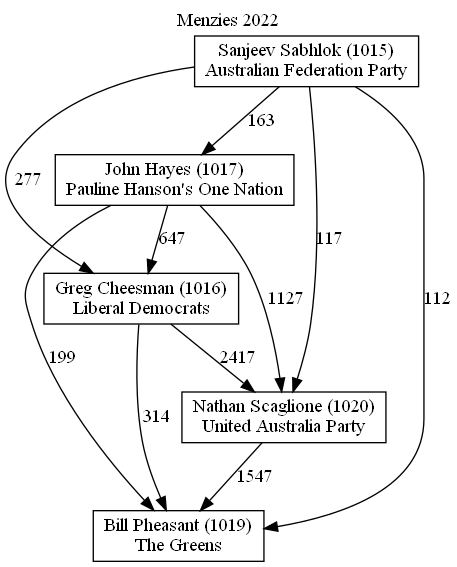 Menzies 2022
Sanjeev Sabhlok (1015)
Australian Federation Party
163
John Hayes (1017)
Pauline Hanson's One Nation
277
647
117
Greg Cheesman (1016)
Liberal Democrats
1127
112
199
2417
314
Nathan Scaglione (1020)
United Australia Party
1547
Bill Pheasant (1019)
The Greens